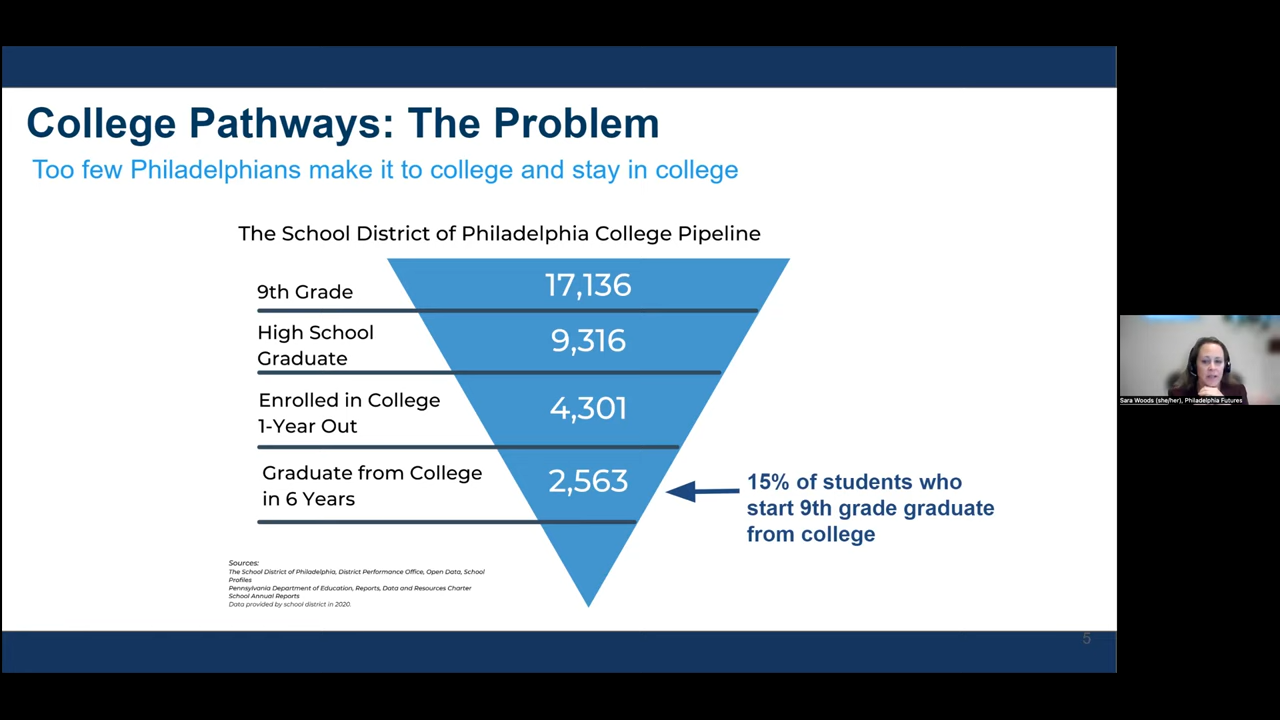 College Pathways: The Problem
Too few Philadelphians make it to college and stay in college
The School District of Philadelphia College Pipeline
9th Grade
17,136
High School
Graduate
9,316
Enrolled in College
1-Year Out
4,301
Graduate from College
in 6 Years
2,563
15% of students who
start 9th grade graduate
from college
Sources:
The School District of Philadelphia, District Performance Office, Open Data, School
Profiles
Pennsylvania Department of Education, Reports, Data and Resources Charter
School Annual Reports
Data provided by school district in 2020.
5
Sara Woods (she/her), Philadelphia Futures